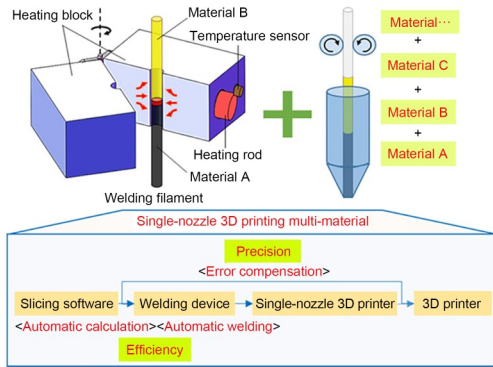 Heating block
Material B
Temperature sensor
Heating rod
Material A
Welding filament
Material···
+
Material C
+
Material B
+
Material A
Single-nozzle 3D printing multi-material
Precision
<Error compensation>
Slicing software Welding device Single-nozzle 3D printer 3D printer
<Automatic calculation><Automatic welding>
Efficiency